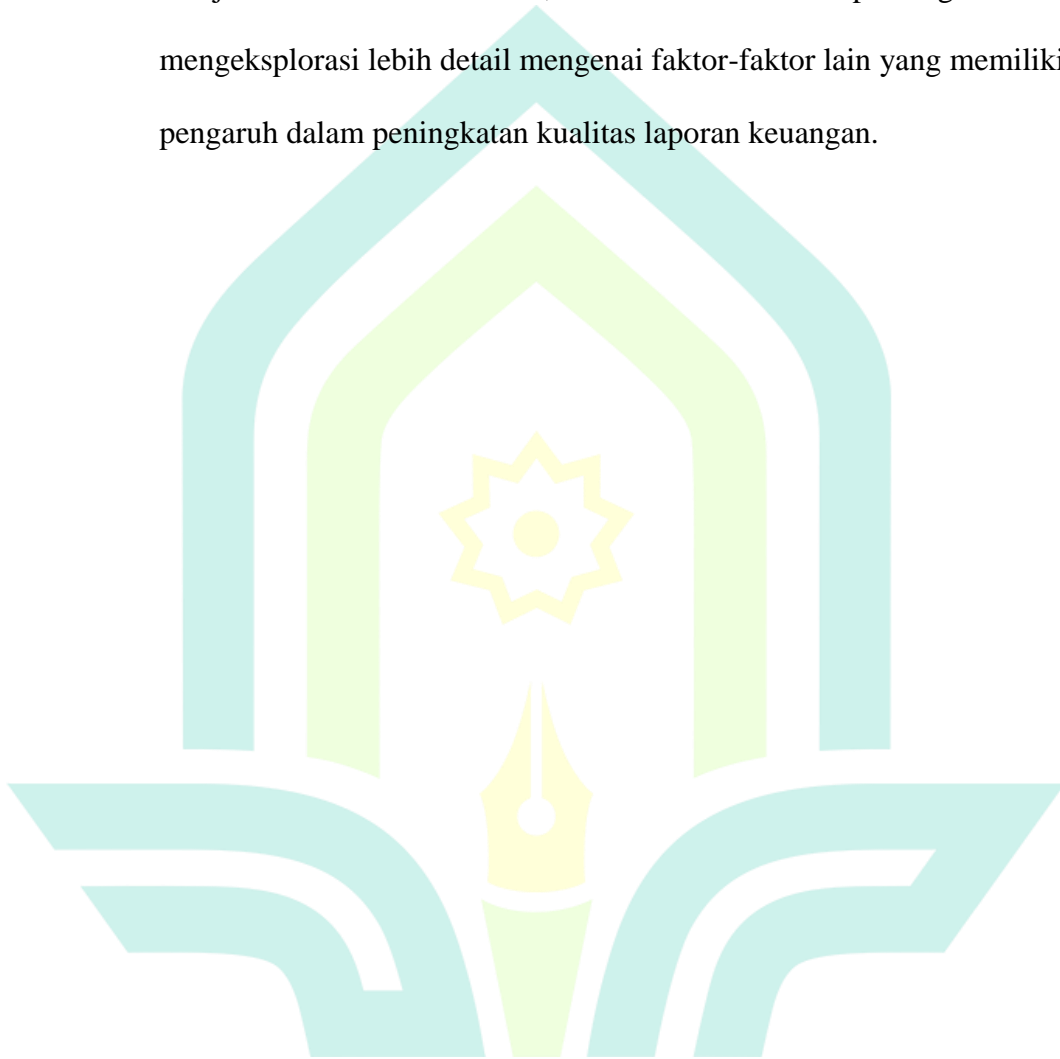 mengeksplorasi lebih detail mengenai faktor-faktor lain yang memiliki
pengaruh dalam peningkatan kualitas laporan keuangan.